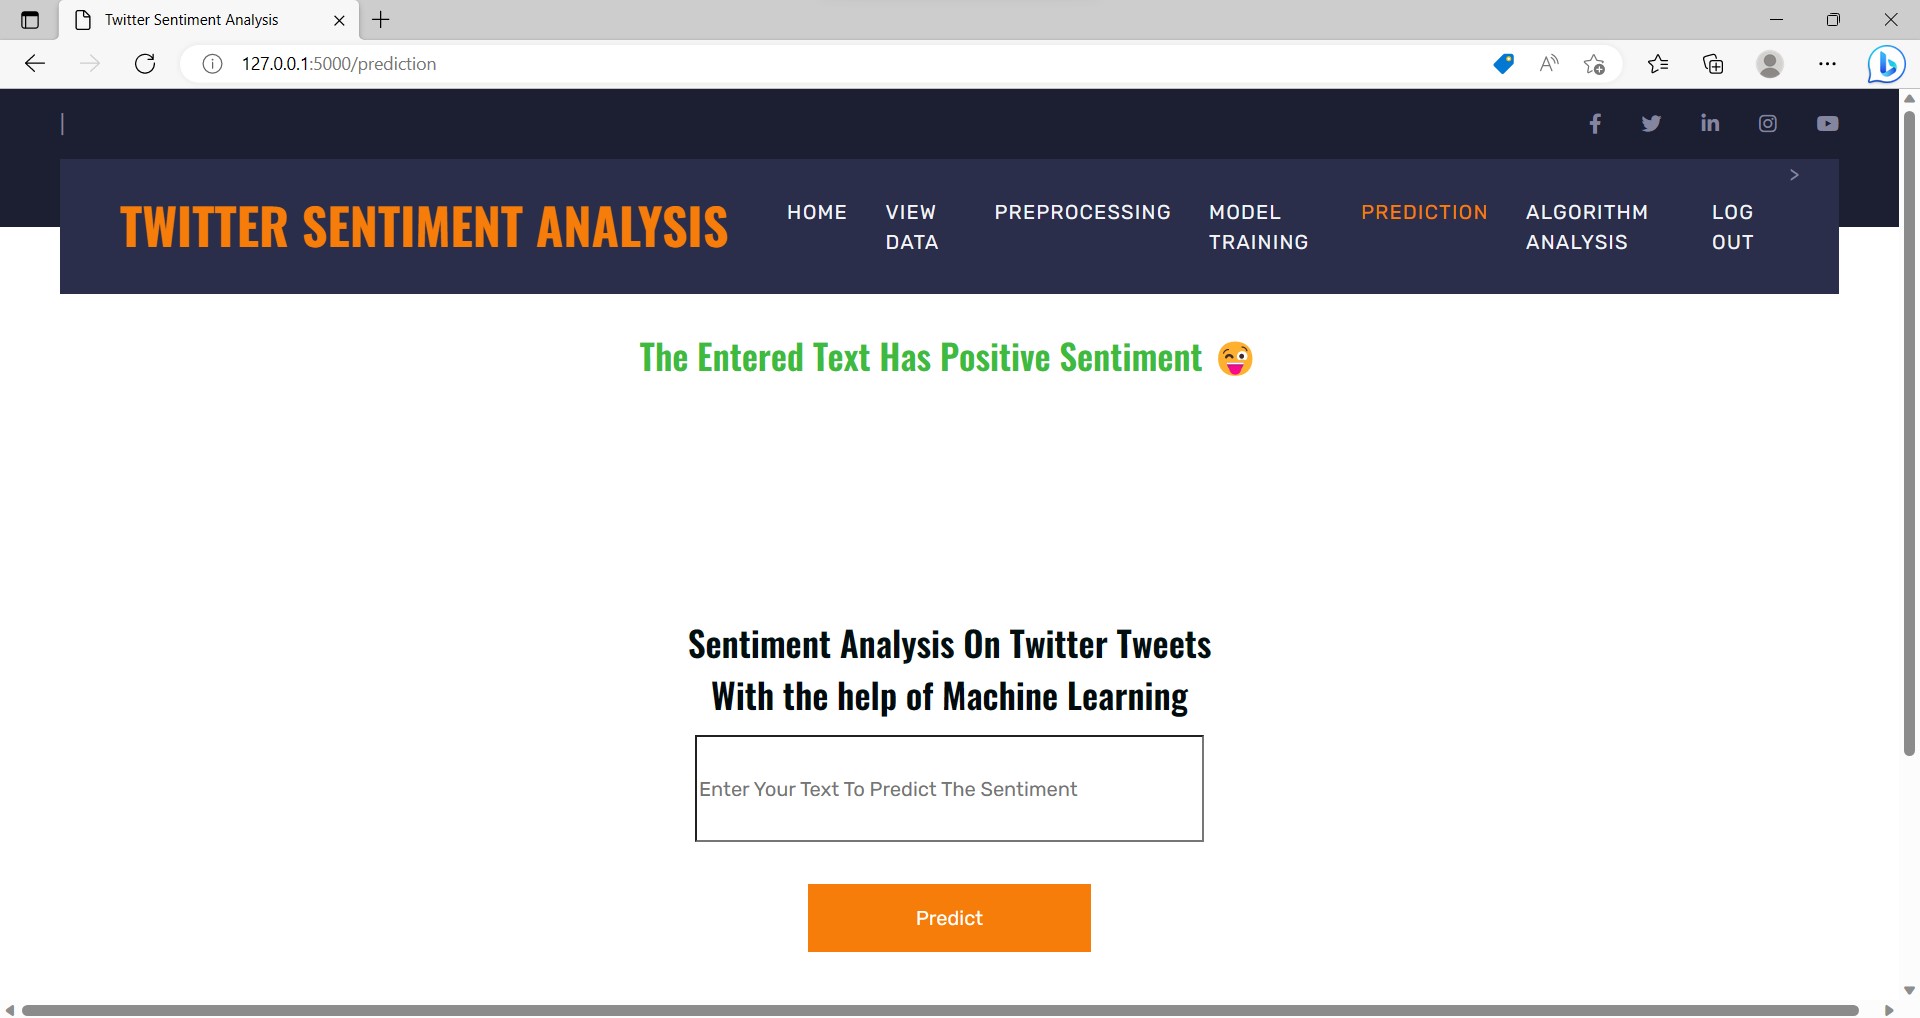 Twitter Sentiment Analysis
127.0.0.1:5000/prediction
|
>
TWITTER SENTIMENT ANALYSIS
HOME
VIEW
DATA
PREPROCESSING
MODEL
TRAINING
PREDICTION
ALGORITHM
ANALYSIS
LOG
OUT
The Entered Text Has Positive Sentiment 😜
Sentiment Analysis On Twitter Tweets
With the help of Machine Learning
Enter Your Text To Predict The Sentiment
Predict